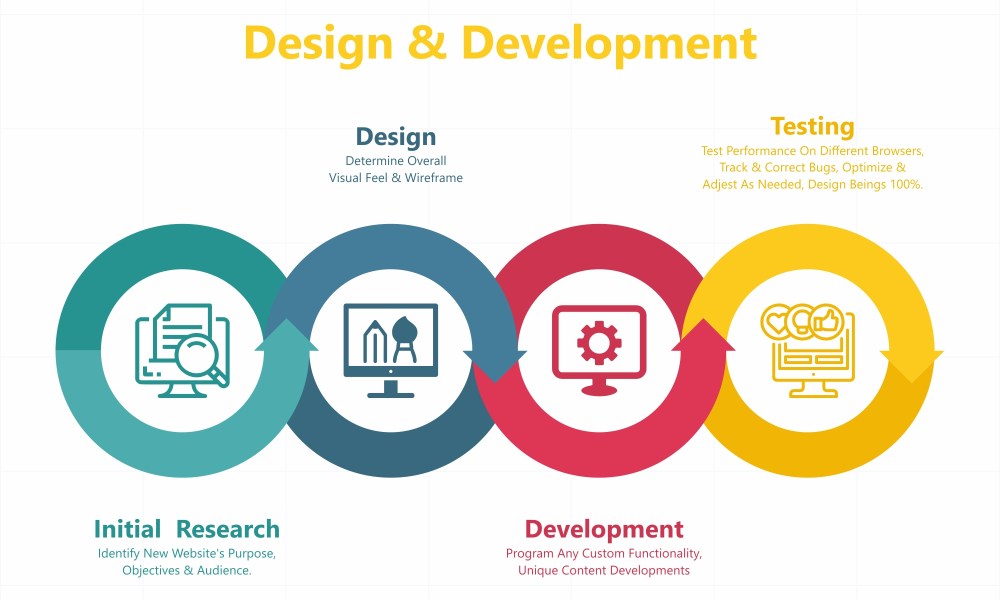 Design & Development
Design
Determine Overall
Visual Feel & Wireframe
Testing
Test Performance On Different Browsers,
Track & Correct Bugs, Optimize &
Adjest As Needed, Design Beings 100%.
Initial Research
Identify New Website's Purpose,
Objectives & Audience.
Development
Program Any Custom Functionality,
Unique Content Developments